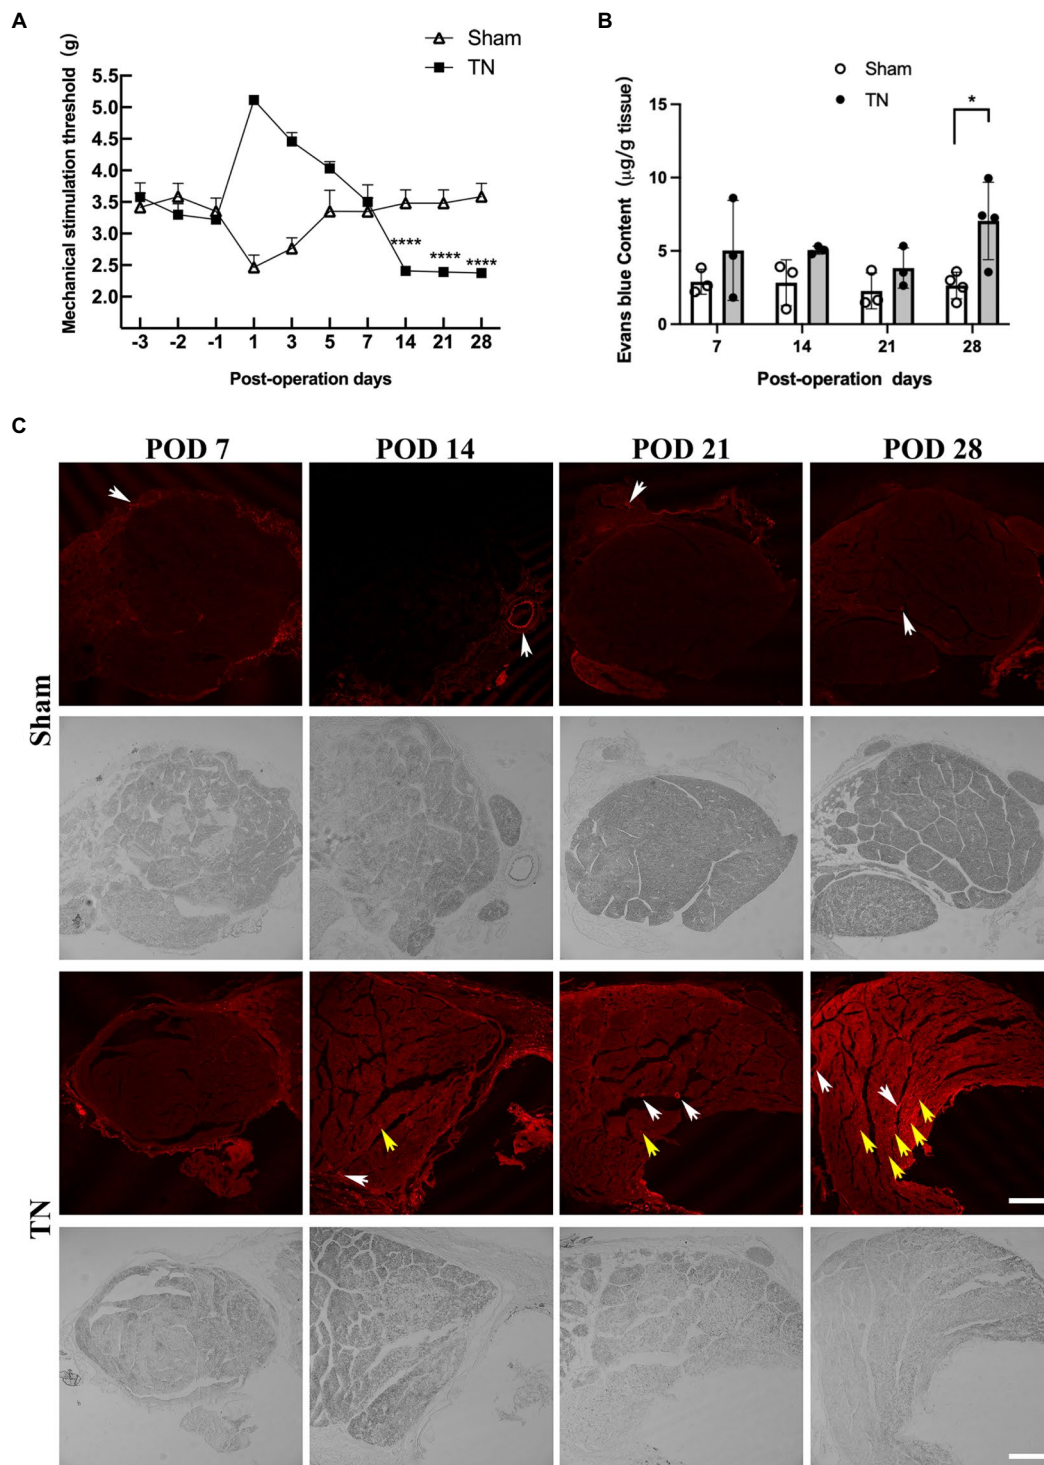 A
Sham
TN
Mechanical stimulation threshold (g)
5.5
5.0
4.5
4.0
3.5
3.0
2.5
2.0
****
****
****
-3 -2 -1 1 3 5 7 14 21 28
Post-operation days
B
Sham
TN
Evans blue Content (μg/g tissue)
15
10
5
0
*
7 14 21 28
Post-operation days
C
POD 7 POD 14 POD 21 POD 28
Sham
TN